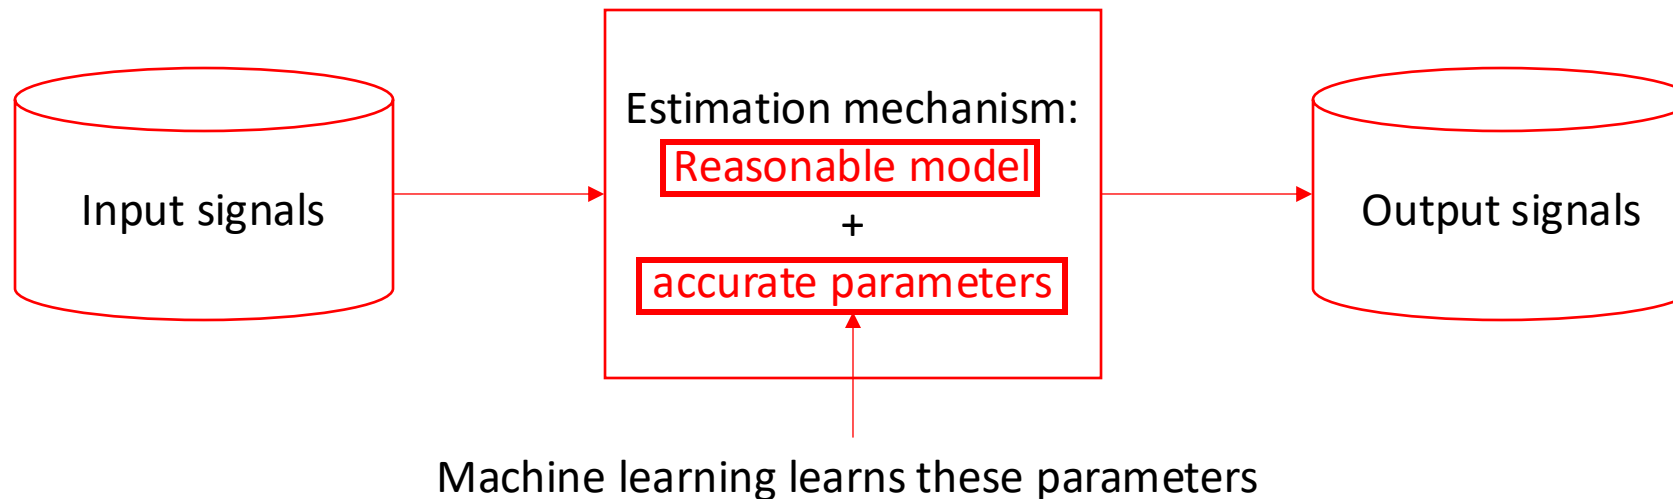 Input signals
Estimation mechanism:
Reasonable model
+
accurate parameters
Output signals
Machine learning learns these parameters